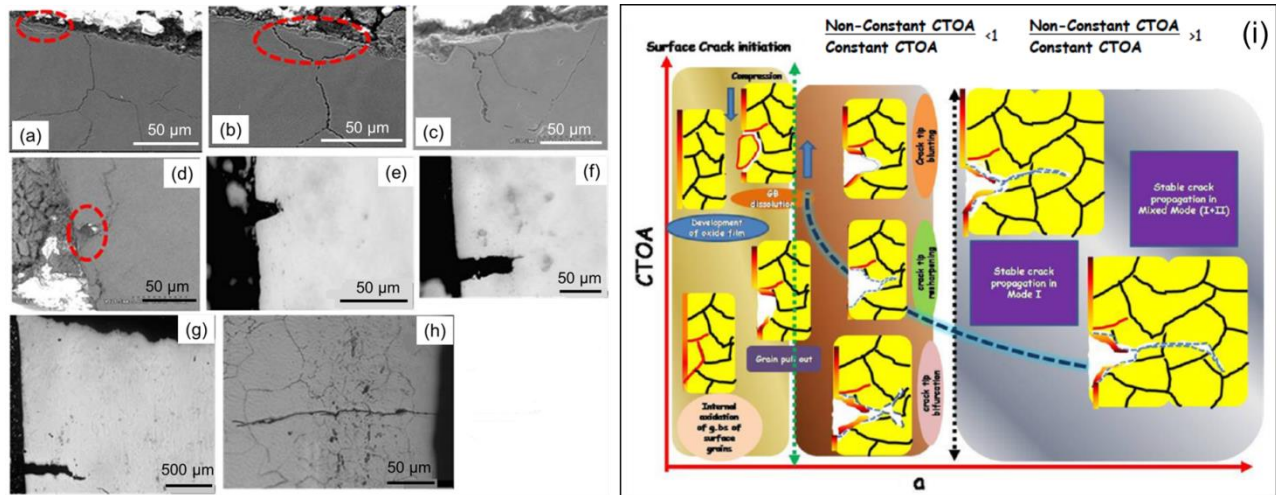 (a)
50 µm
(b)
50 µm
(c)
50 µm
(d)
50 µm
(e)
50 µm
(f)
50 µm
(g)
500 µm
(h)
50 µm
(i)
Non-Constant CTOA
Constant CTOA
<1
Non-Constant CTOA
Constant CTOA
>1
Surface Crack initiation
Compression
GB
dissolution
Development
of oxide film
Grain pull out
Internal
oxidation
of g.bs of
surface
grains
Crack tip
blunting
crack tip
resharpening
crack tip
bifurcation
Stable crack
propagation in
Mixed Mode (I+II)
Stable crack
propagation in
Mode I
CTOA
a